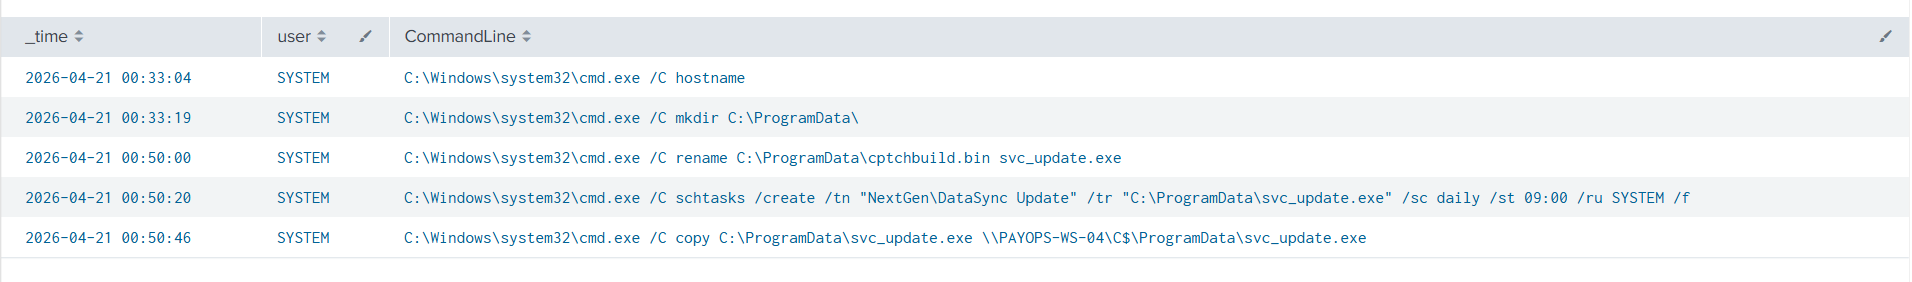 _time user CommandLine
2026-04-21 00:33:04 SYSTEM C:\Windows\system32\cmd.exe /C hostname
2026-04-21 00:33:19 SYSTEM C:\Windows\system32\cmd.exe /C mkdir C:\ProgramData\
2026-04-21 00:50:00 SYSTEM C:\Windows\system32\cmd.exe /C rename C:\ProgramData\cptchbuild.bin svc_update.exe
2026-04-21 00:50:20 SYSTEM C:\Windows\system32\cmd.exe /C schtasks /create /tn "NextGen\DataSync Update" /tr "C:\ProgramData\svc_update.exe" /sc daily /st 09:00 /ru SYSTEM /f
2026-04-21 00:50:46 SYSTEM C:\Windows\system32\cmd.exe /C copy C:\ProgramData\svc_update.exe \\PAYOPS-WS-04\C$\ProgramData\svc_update.exe